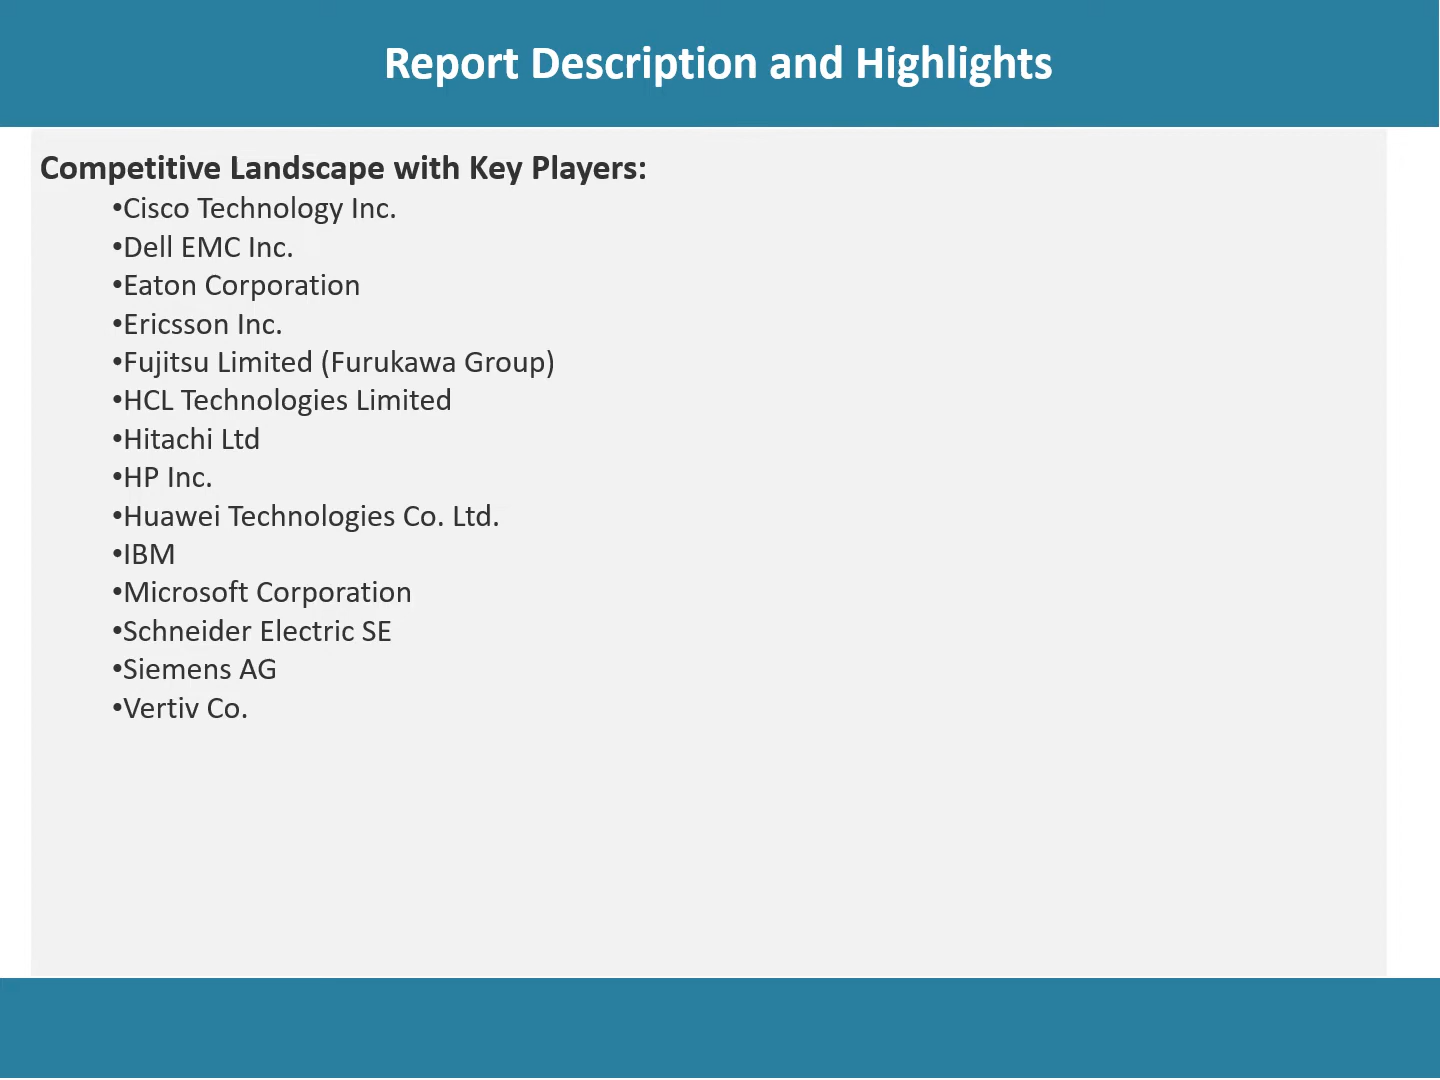 Report Description and Highlights
Competitive Landscape with Key Players:
•Cisco Technology Inc.
•Dell EMC Inc.
•Eaton Corporation
•Ericsson Inc.
•Fujitsu Limited (Furukawa Group)
•HCL Technologies Limited
•Hitachi Ltd
•HP Inc.
•Huawei Technologies Co. Ltd.
•IBM
•Microsoft Corporation
•Schneider Electric SE
•Siemens AG
•Vertiv Co.